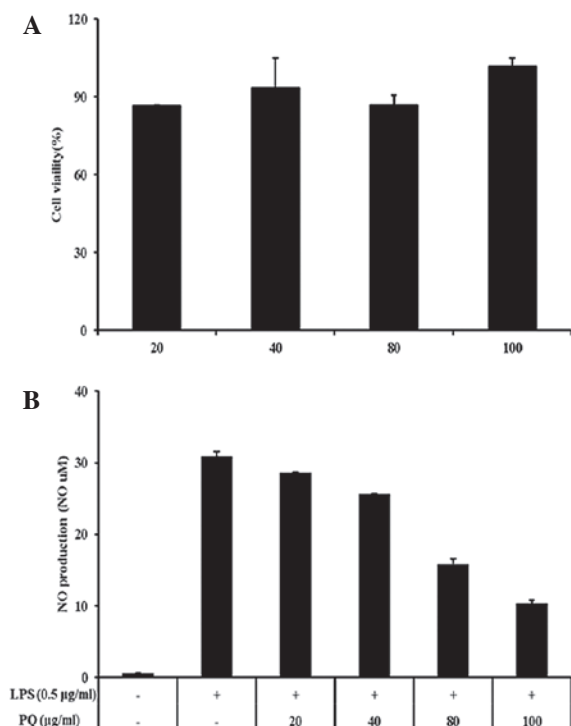 A
120
90
60
30
0
Cell viaility(%)
20 40 80 100
B
40
30
20
10
0
NO production (NO uM)
LPS (0.5 µg/ml) - + + + + +
PQ (µg/ml) - - 20 40 80 100